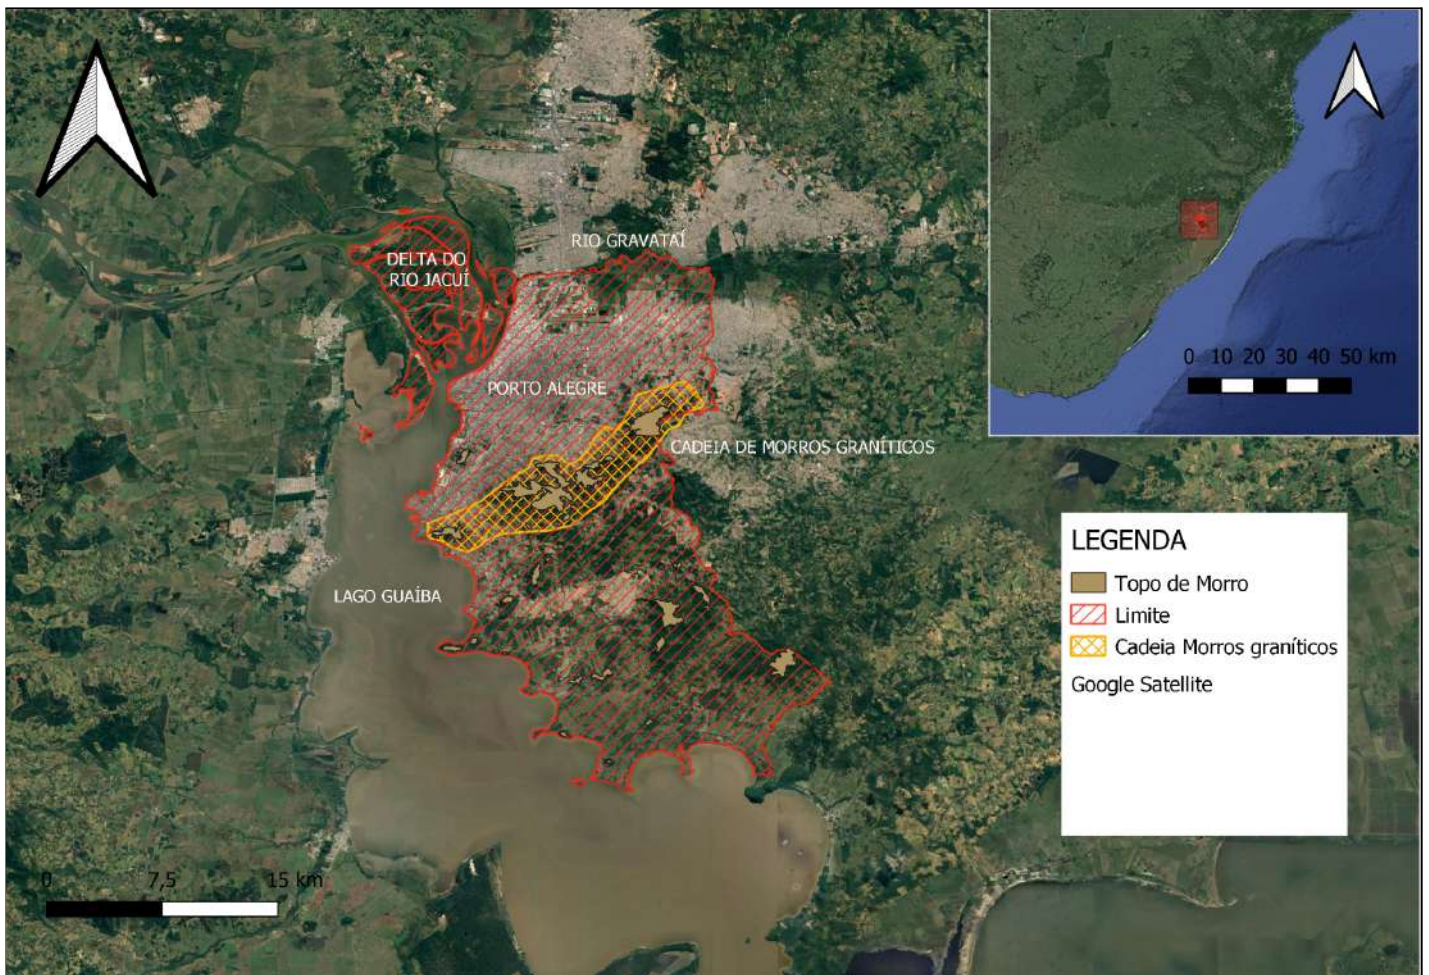 RIO GRAVATAÍ
DELTA DO
RIO JACUÍ
PORTO ALEGRE
CADEIA DE MORROS GRANÍTICOS
LAGO GUAÍBA
0 10 20 30 40 50 km
LEGENDA
Topo de Morro
Limite
Cadeia Morros graníticos
Google Satellite
0 7,5 15 km